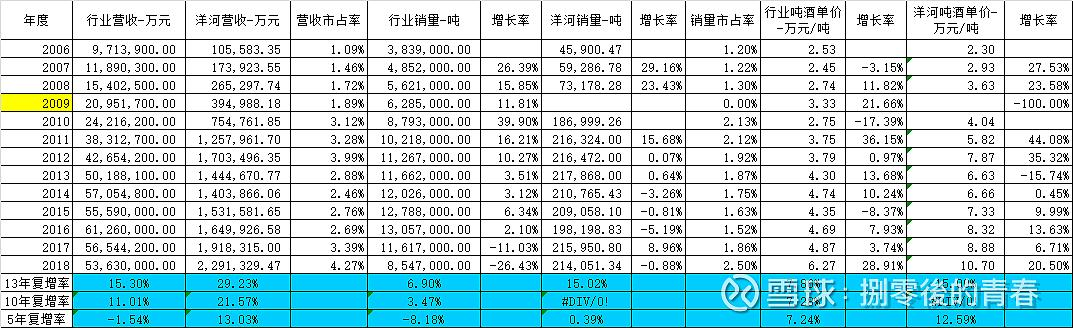 年度 行业营收-万元 洋河营收-万元 营收市占率 行业销量-吨 增长率 洋河销量-吨 增长率 销量市占率 行业吨酒单价-万元/吨 增长率 洋河吨酒单价-万元/吨 增长率
2006 9,713,900.00 105,583.35 1.09% 3,839,000.00 45,900.47 1.20% 2.53 2.30
2007 11,890,300.00 173,923.55 1.46% 4,852,000.00 26.39% 59,286.78 29.16% 1.22% 2.45 -3.15% 2.93 27.53%
2008 15,402,500.00 265,297.74 1.72% 5,621,000.00 15.85% 73,178.28 23.43% 1.30% 2.74 11.82% 3.63 23.58%
2009 20,951,700.00 394,988.18 1.89% 6,285,000.00 11.81% 0.00% 3.33 21.66% -100.00%
2010 24,216,200.00 754,761.85 3.12% 8,793,000.00 39.90% 186,999.26 2.13% 2.75 -17.39% 4.04
2011 38,312,700.00 1,257,961.70 3.28% 10,218,000.00 16.21% 216,324.00 15.68% 2.12% 3.75 36.15% 5.82 44.08%
2012 42,654,200.00 1,703,496.35 3.99% 11,267,000.00 10.27% 216,472.00 0.07% 1.92% 3.79 0.97% 7.87 35.32%
2013 50,188,100.00 1,444,670.77 2.88% 11,662,000.00 3.51% 217,868.00 0.64% 1.87% 4.30 13.68% 6.63 -15.74%
2014 57,054,800.00 1,403,866.06 2.46% 12,026,000.00 3.12% 210,765.43 -3.26% 1.75% 4.74 10.24% 6.66 0.45%
2015 55,590,000.00 1,531,581.65 2.76% 12,788,000.00 6.34% 209,058.10 -0.81% 1.63% 4.35 -8.37% 7.33 9.99%
2016 61,260,000.00 1,649,926.58 2.69% 13,057,000.00 2.10% 198,198.83 -5.19% 1.52% 4.69 7.93% 8.32 13.63%
2017 56,544,200.00 1,918,315.00 3.39% 11,617,000.00 -11.03% 215,950.80 8.96% 1.86% 4.87 3.74% 8.88 6.71%
2018 53,630,000.00 2,291,329.47 4.27% 8,547,000.00 -26.43% 214,051.34 -0.88% 2.50% 6.27 28.91% 10.70 20.50%
13年复增率 15.30% 29.23% 6.90% 15.02%
10年复增率 11.01% 21.57% 3.47% #DIV/0!
5年复增率 -1.54% 13.03% -8.18% 0.39% 7.24% 12.59%
雪球:捌零後的青春